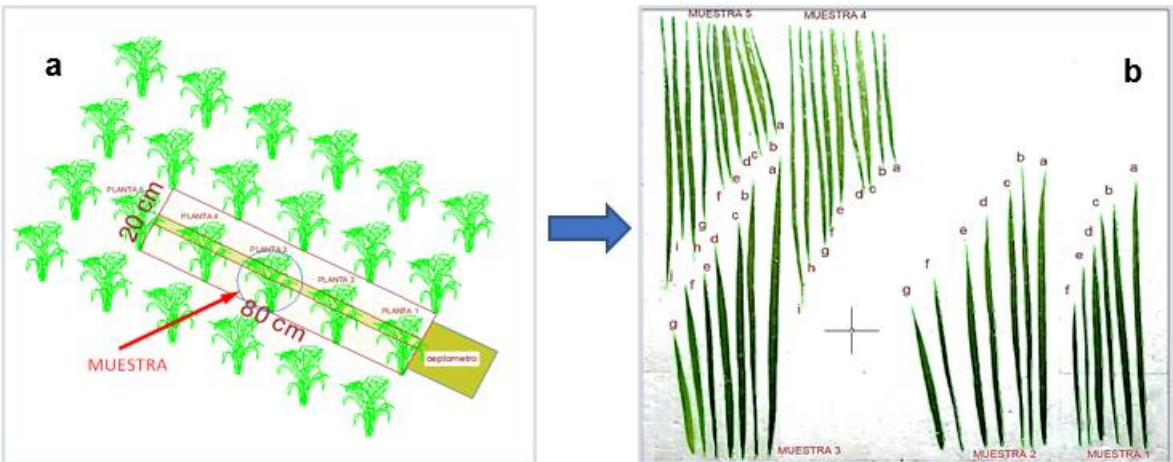 a
PLANTA 5
20 cm
PLANTA 4
PLANTA 3
PLANTA 2
PLANTA 1
80 cm
ceptometro
MUESTRA
b
MUESTRA 5
a
b
c
d
e
f
g
h
i
j
MUESTRA 4
a
b
c
d
e
f
g
h
i
a
b
c
d
e
f
g
MUESTRA 3
a
b
c
d
e
f
g
MUESTRA 2
a
b
c
d
e
f
MUESTRA 1